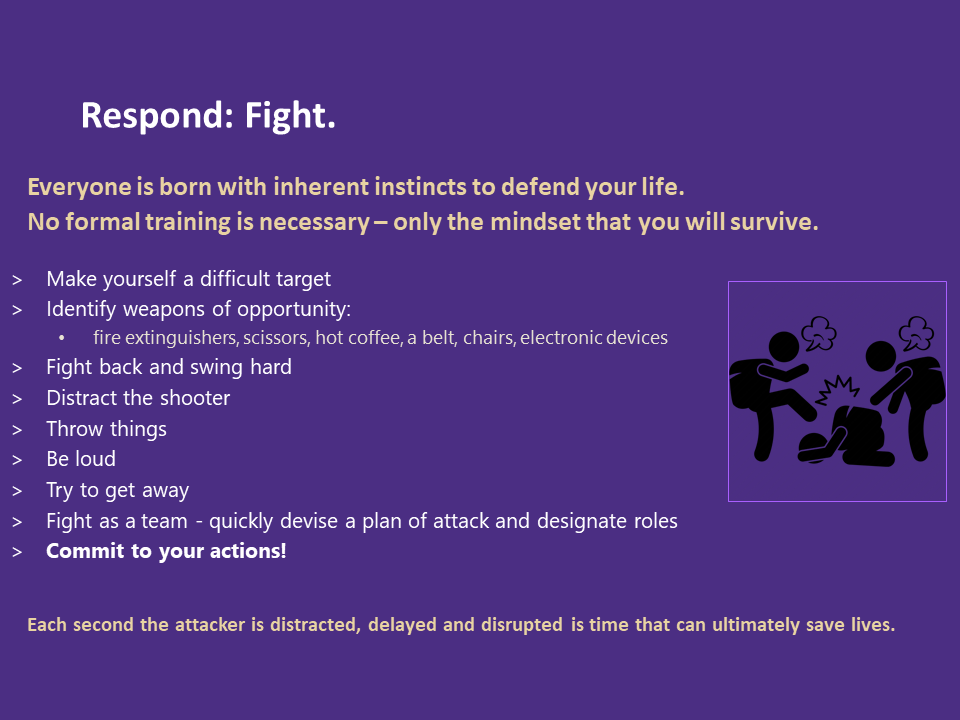 Respond: Fight.
Everyone is born with inherent instincts to defend your life.
No formal training is necessary – only the mindset that you will survive.
> Make yourself a difficult target
> Identify weapons of opportunity:
• fire extinguishers, scissors, hot coffee, a belt, chairs, electronic devices
> Fight back and swing hard
> Distract the shooter
> Throw things
> Be loud
> Try to get away
> Fight as a team - quickly devise a plan of attack and designate roles
> Commit to your actions!
Each second the attacker is distracted, delayed and disrupted is time that can ultimately save lives.